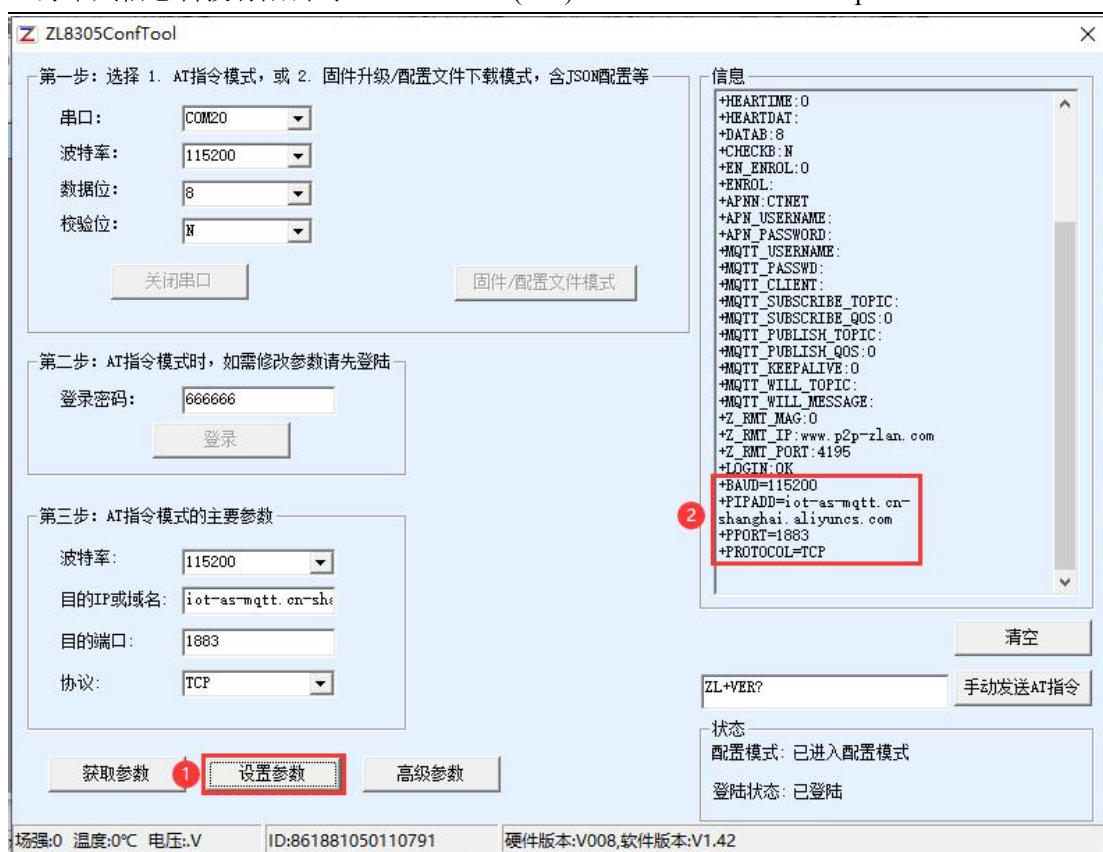 ZL8305ConfTool
第一步：选择 1. AT指令模式，或 2. 固件升级/配置文件下载模式，含JSON配置等
串口：
COM20
波特率：
115200
数据位：
8
校验位：
N
关闭串口
固件/配置文件模式
第二步：AT指令模式时，如需修改参数请先登陆
登录密码：
666666
登录
第三步：AT指令模式的主要参数
波特率：
115200
目的IP或域名：
iot-as-mqtt.cn-sha
目的端口：
1883
协议：
TCP
获取参数
1
设置参数
高级参数
信息
+HEARTIME:0
+HEARTDAT:
+DATAB:8
+CHECKB:N
+EN_ENROL:0
+ENROL:
+APNN:CTNET
+APN_USERNAME:
+APN_PASSWORD:
+MQTT_USERNAME:
+MQTT_PASSWD:
+MQTT_CLIENT:
+MQTT_SUBSCRIBE_TOPIC:
+MQTT_SUBSCRIBE_QOS:0
+MQTT_PUBLISH_TOPIC:
+MQTT_PUBLISH_QOS:0
+MQTT_KEEPALIVE:0
+MQTT_WILL_TOPIC:
+MQTT_WILL_MESSAGE:
+Z_RMT_MAG:0
+Z_RMT_IP:www.p2p-zlan.com
+Z_RMT_PORT:4195
+LOGIN:OK
+BAUD=115200
+PIPADD=iot-as-mqtt.cn-
2
shanghai.aliyuncs.com
+PPORT=1883
+PROTOCOL=TCP
清空
ZL+VER?
手动发送AT指令
状态
配置模式：已进入配置模式
登陆状态：已登陆
场强:0 温度:0℃ 电压:.V
ID:861881050110791
硬件版本:V008,软件版本:V1.42